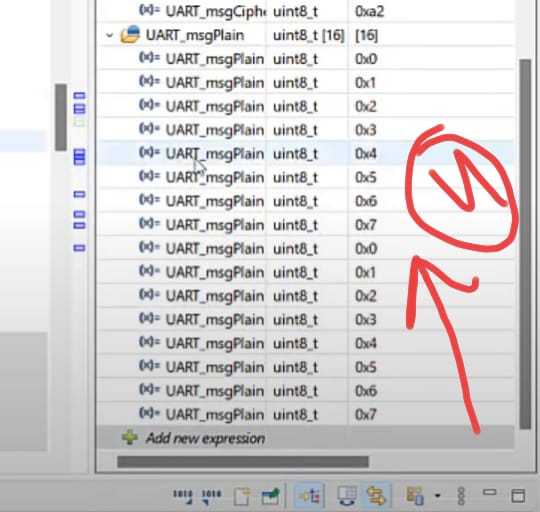 (x)= UART_msgCiphe uint8_t 0xa2
UART_msgPlain uint8_t [16] [16]
(x)= UART_msgPlain uint8_t 0x0
(x)= UART_msgPlain uint8_t 0x1
(x)= UART_msgPlain uint8_t 0x2
(x)= UART_msgPlain uint8_t 0x3
(x)= UART_msgPlain uint8_t 0x4
(x)= UART_msgPlain uint8_t 0x5
(x)= UART_msgPlain uint8_t 0x6
(x)= UART_msgPlain uint8_t 0x7
(x)= UART_msgPlain uint8_t 0x0
(x)= UART_msgPlain uint8_t 0x1
(x)= UART_msgPlain uint8_t 0x2
(x)= UART_msgPlain uint8_t 0x3
(x)= UART_msgPlain uint8_t 0x4
(x)= UART_msgPlain uint8_t 0x5
(x)= UART_msgPlain uint8_t 0x6
(x)= UART_msgPlain uint8_t 0x7
Add new expression
1010 1010